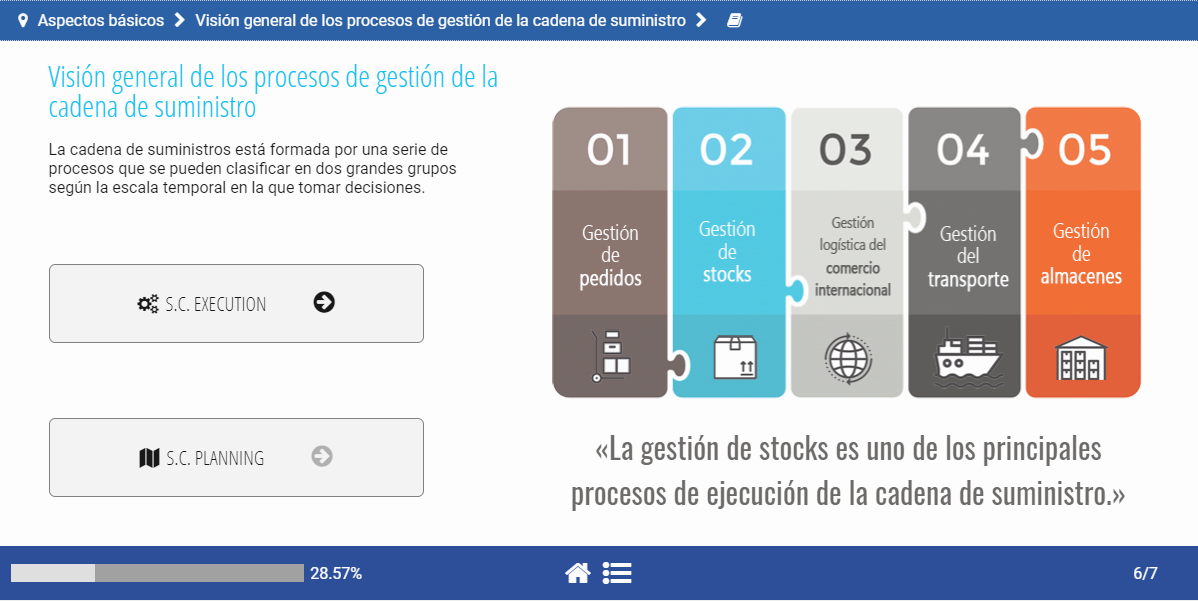 Aspectos básicos
Visión general de los procesos de gestión de la cadena de suministro
Visión general de los procesos de gestión de la
cadena de suministro
La cadena de suministros está formada por una serie de
procesos que se pueden clasificar en dos grandes grupos
según la escala temporal en la que tomar decisiones.
S.C. EXECUTION
S.C. PLANNING
01
Gestión
de
pedidos
02
Gestión
de
stocks
03
Gestión
logística del
comercio
internacional
04
Gestión
del
transporte
05
Gestión
de
almacenes
«La gestión de stocks es uno de los principales
procesos de ejecución de la cadena de suministro.»
28.57%
6/7